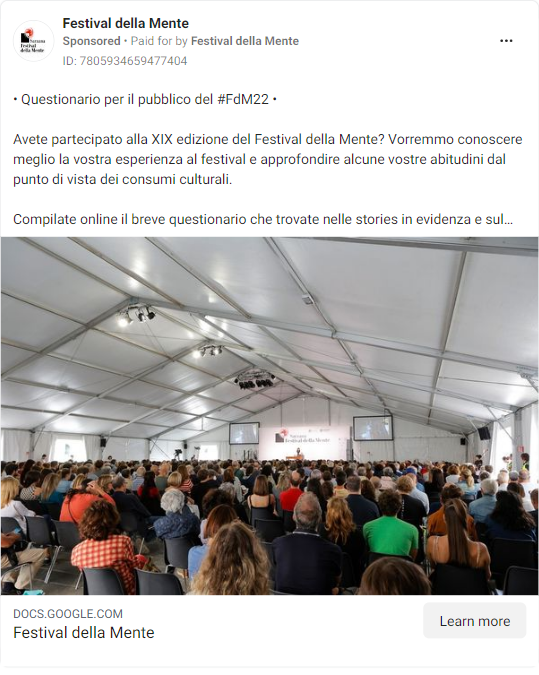 Festival della Mente
Sponsored • Paid for by Festival della Mente
ID: 7805934659477404
Sarzana
Festival
della Mente
• Questionario per il pubblico del #FdM22 •
Avete partecipato alla XIX edizione del Festival della Mente? Vorremmo conoscere
meglio la vostra esperienza al festival e approfondire alcune vostre abitudini dal
punto di vista dei consumi culturali.
Compilate online il breve questionario che trovate nelle stories in evidenza e sul...
Sarzana
Festival della Mente
DOCS.GOOGLE.COM
Festival della Mente
Learn more